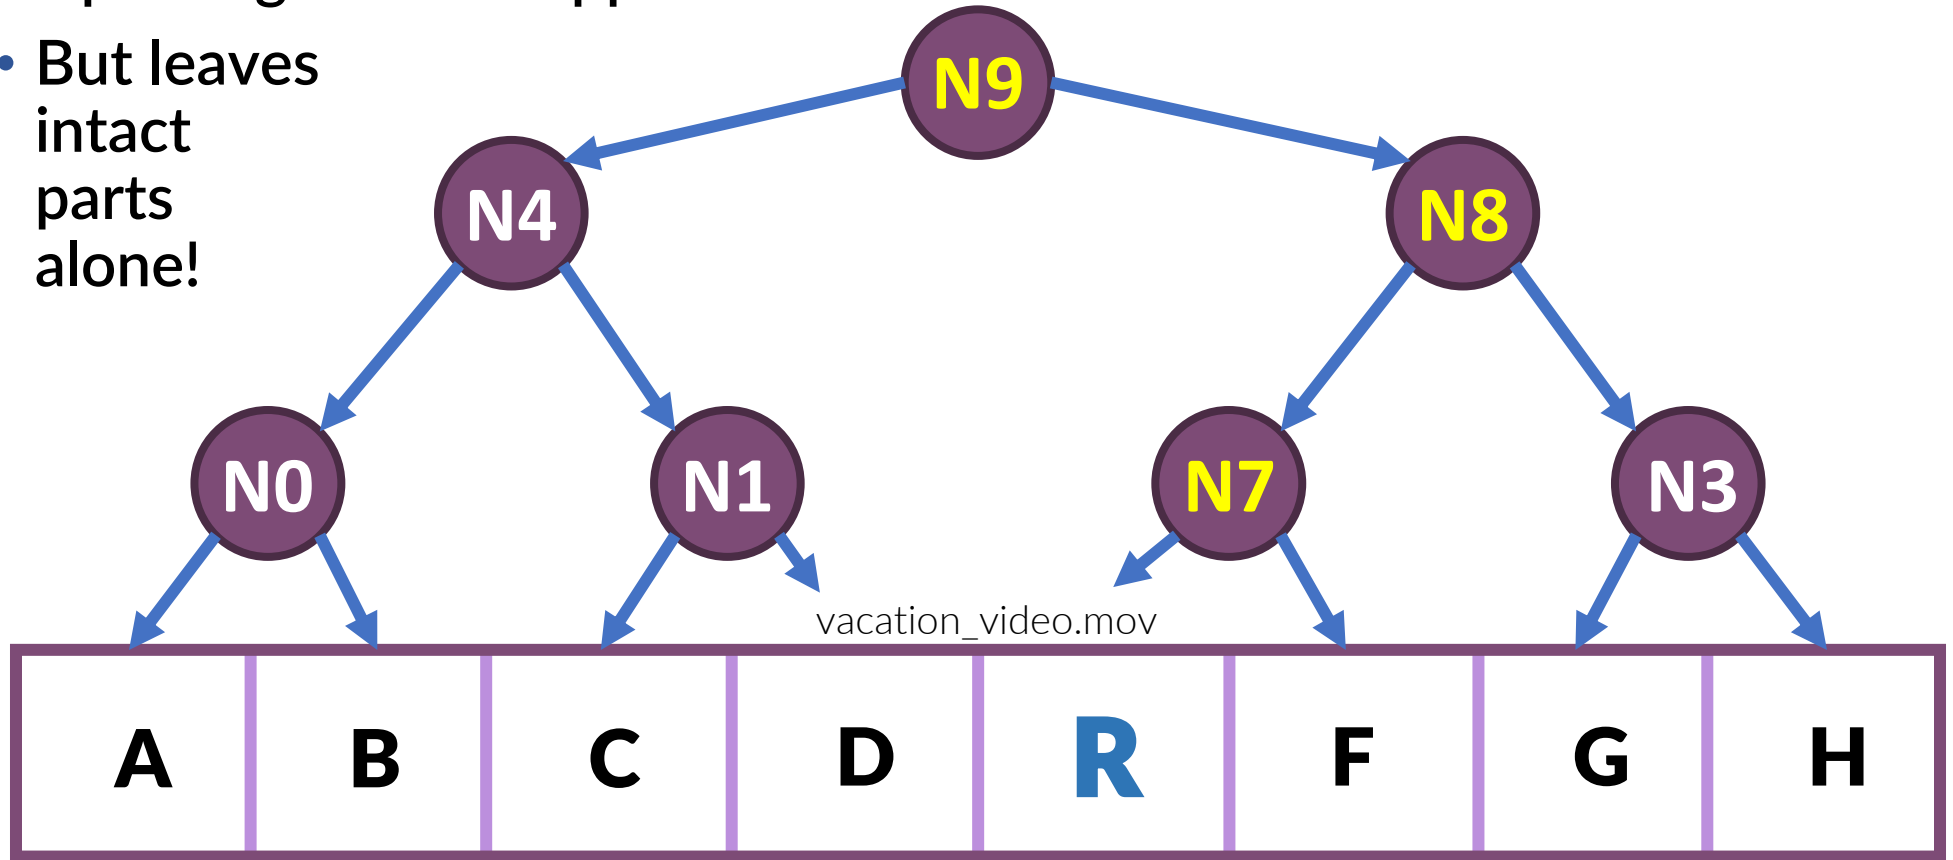 • But leaves
intact
parts
alone!
N9
N4
N8
N0
N1
N7
N3
vacation_video.mov
A B C D R F G H